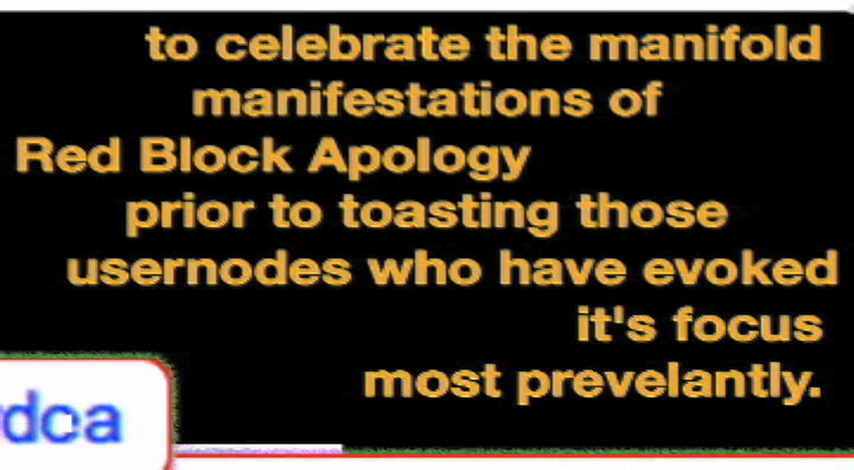 to celebrate the manifold
manifestations of
Red Block Apology
prior to toasting those
usernodes who have evoked
it's focus
most prevelantly.